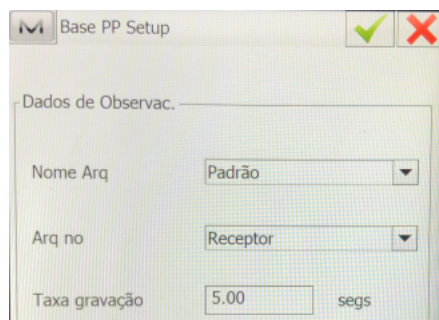 Base PP Setup
Dados de Observac.
Nome Arq Padrão
Arq no Receptor
Taxa gravação 5.00 segs